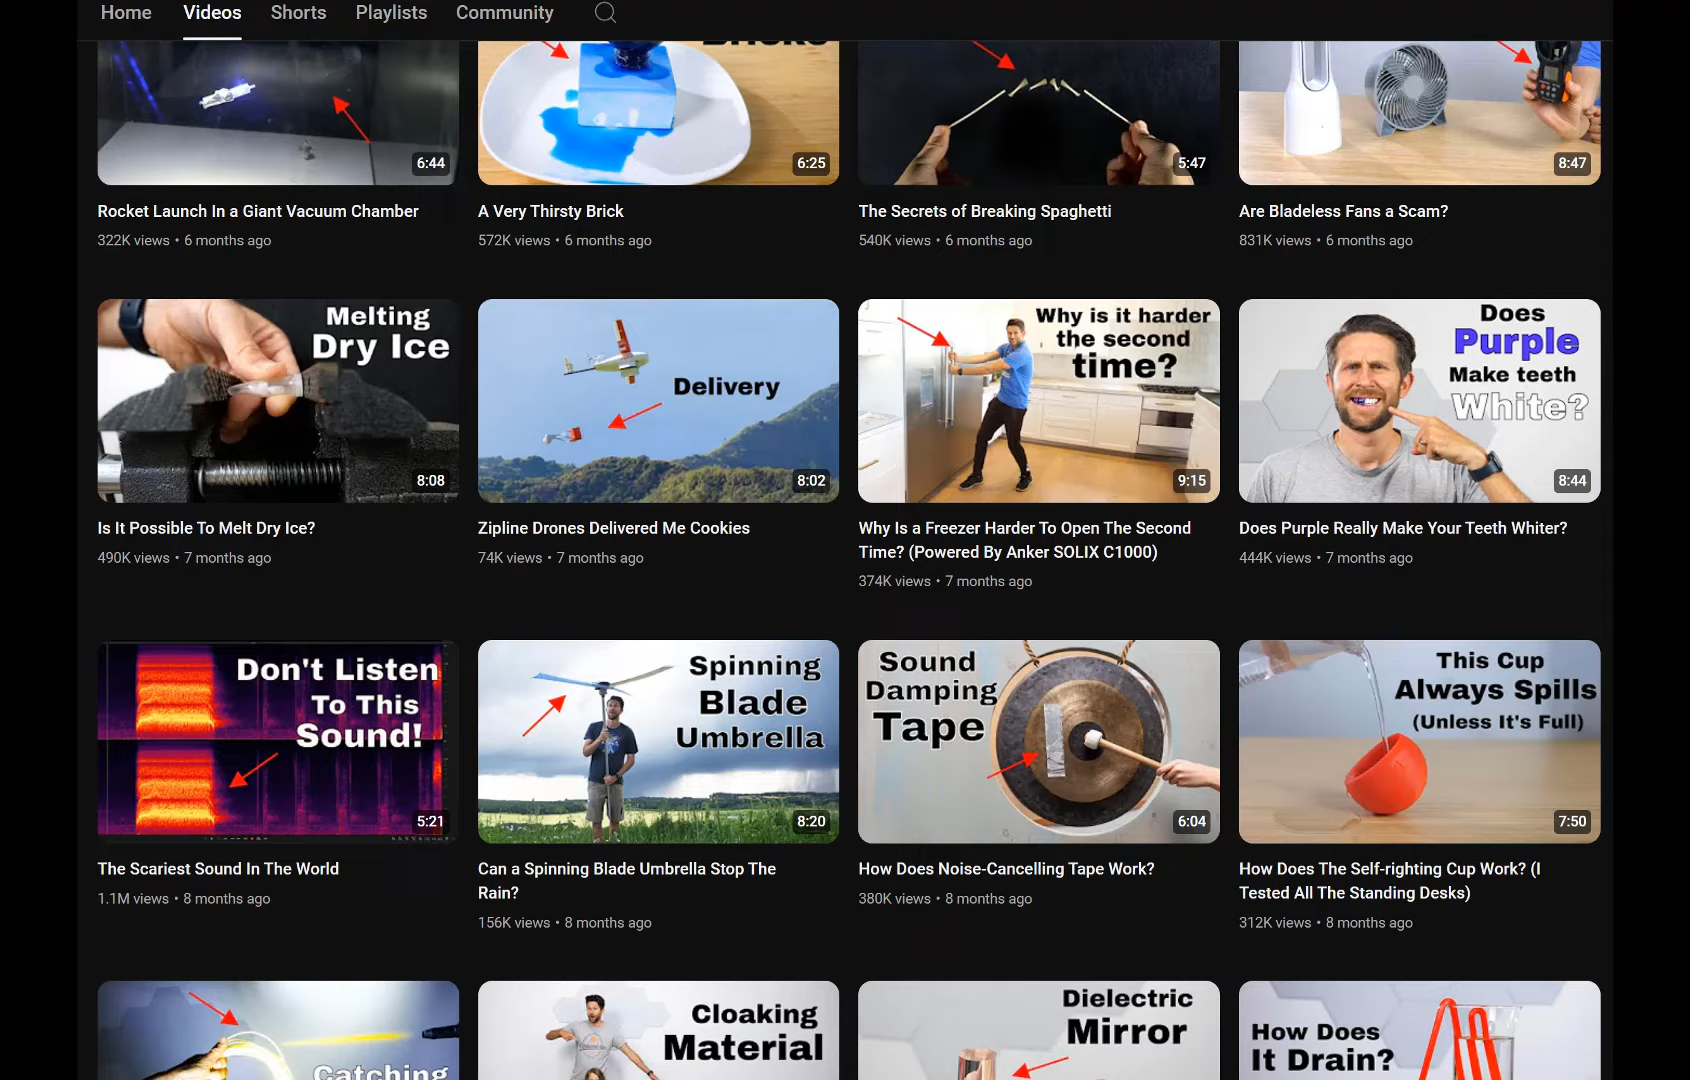 Home Videos Shorts Playlists Community
6:44
6:25
5:47
8:47
Rocket Launch In a Giant Vacuum Chamber
322K views • 6 months ago
A Very Thirsty Brick
572K views • 6 months ago
The Secrets of Breaking Spaghetti
540K views • 6 months ago
Are Bladeless Fans a Scam?
831K views • 6 months ago
Melting
Dry Ice
8:08
Delivery
8:02
Why is it harder
the second
time?
9:15
Does
Purple
Make teeth
White?
8:44
Is It Possible To Melt Dry Ice?
490K views • 7 months ago
Zipline Drones Delivered Me Cookies
74K views • 7 months ago
Why Is a Freezer Harder To Open The Second
Time? (Powered By Anker SOLIX C1000)
374K views • 7 months ago
Does Purple Really Make Your Teeth Whiter?
444K views • 7 months ago
Don't Listen
To This
Sound!
5:21
Spinning
Blade
Umbrella
8:20
Sound
Damping
Tape
6:04
This Cup
Always Spills
(Unless It's Full)
7:50
The Scariest Sound In The World
1.1M views • 8 months ago
Can a Spinning Blade Umbrella Stop The
Rain?
156K views • 8 months ago
How Does Noise-Cancelling Tape Work?
380K views • 8 months ago
How Does The Self-righting Cup Work? (I
Tested All The Standing Desks)
312K views • 8 months ago
Catching
Cloaking
Material
Dielectric
Mirror
How Does
It Drain?